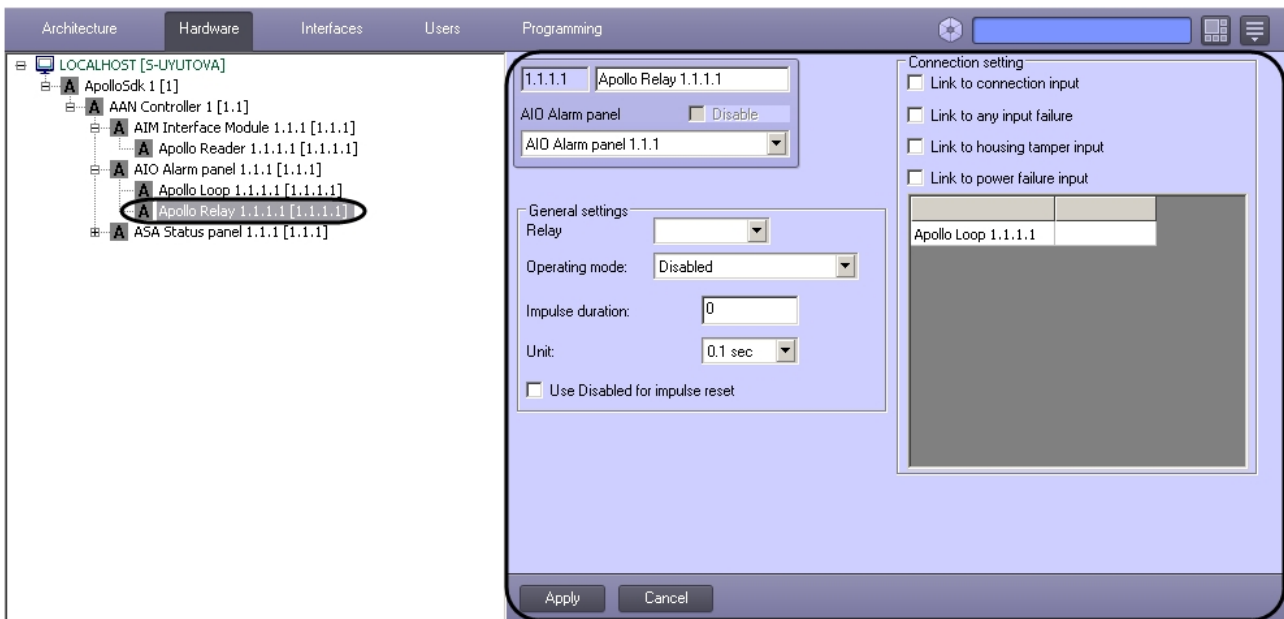 Architecture Hardware Interfaces Users Programming
LOCALHOST [S-UYUTOVA]
A ApolloSdk 1 [1]
A AAN Controller 1 [1.1]
A AIM Interface Module 1.1.1 [1.1.1]
A Apollo Reader 1.1.1.1 [1.1.1.1]
A AIO Alarm panel 1.1.1 [1.1.1]
A Apollo Loop 1.1.1.1 [1.1.1.1]
A Apollo Relay 1.1.1.1 [1.1.1.1]
A ASA Status panel 1.1.1 [1.1.1]
1.1.1.1 Apollo Relay 1.1.1.1
AIO Alarm panel Disable
AIO Alarm panel 1.1.1
General settings
Relay
Operating mode: Disabled
Impulse duration: 0
Unit: 0.1 sec
Use Disabled for impulse reset
Connection setting
Link to connection input
Link to any input failure
Link to housing tamper input
Link to power failure input
Apollo Loop 1.1.1.1
Apply Cancel